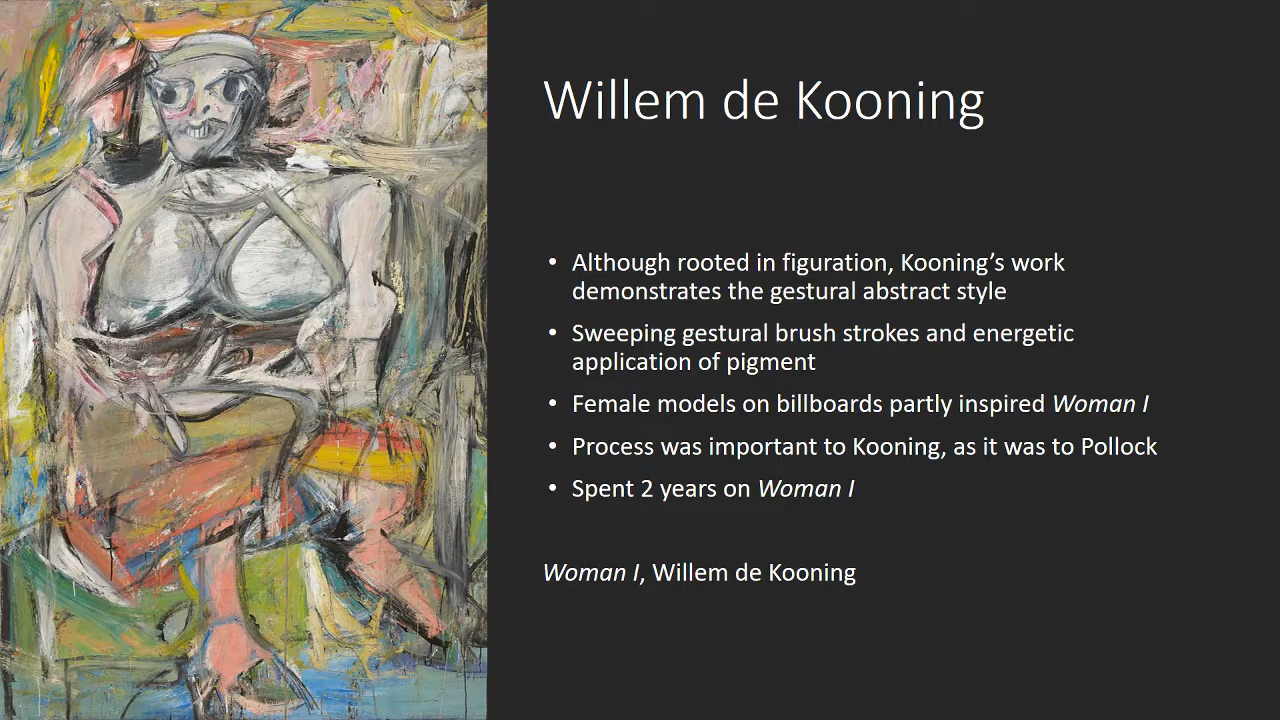 Willem de Kooning
• Although rooted in figuration, Kooning’s work
demonstrates the gestural abstract style
• Sweeping gestural brush strokes and energetic
application of pigment
• Female models on billboards partly inspired Woman I
• Process was important to Kooning, as it was to Pollock
• Spent 2 years on Woman I
Woman I, Willem de Kooning